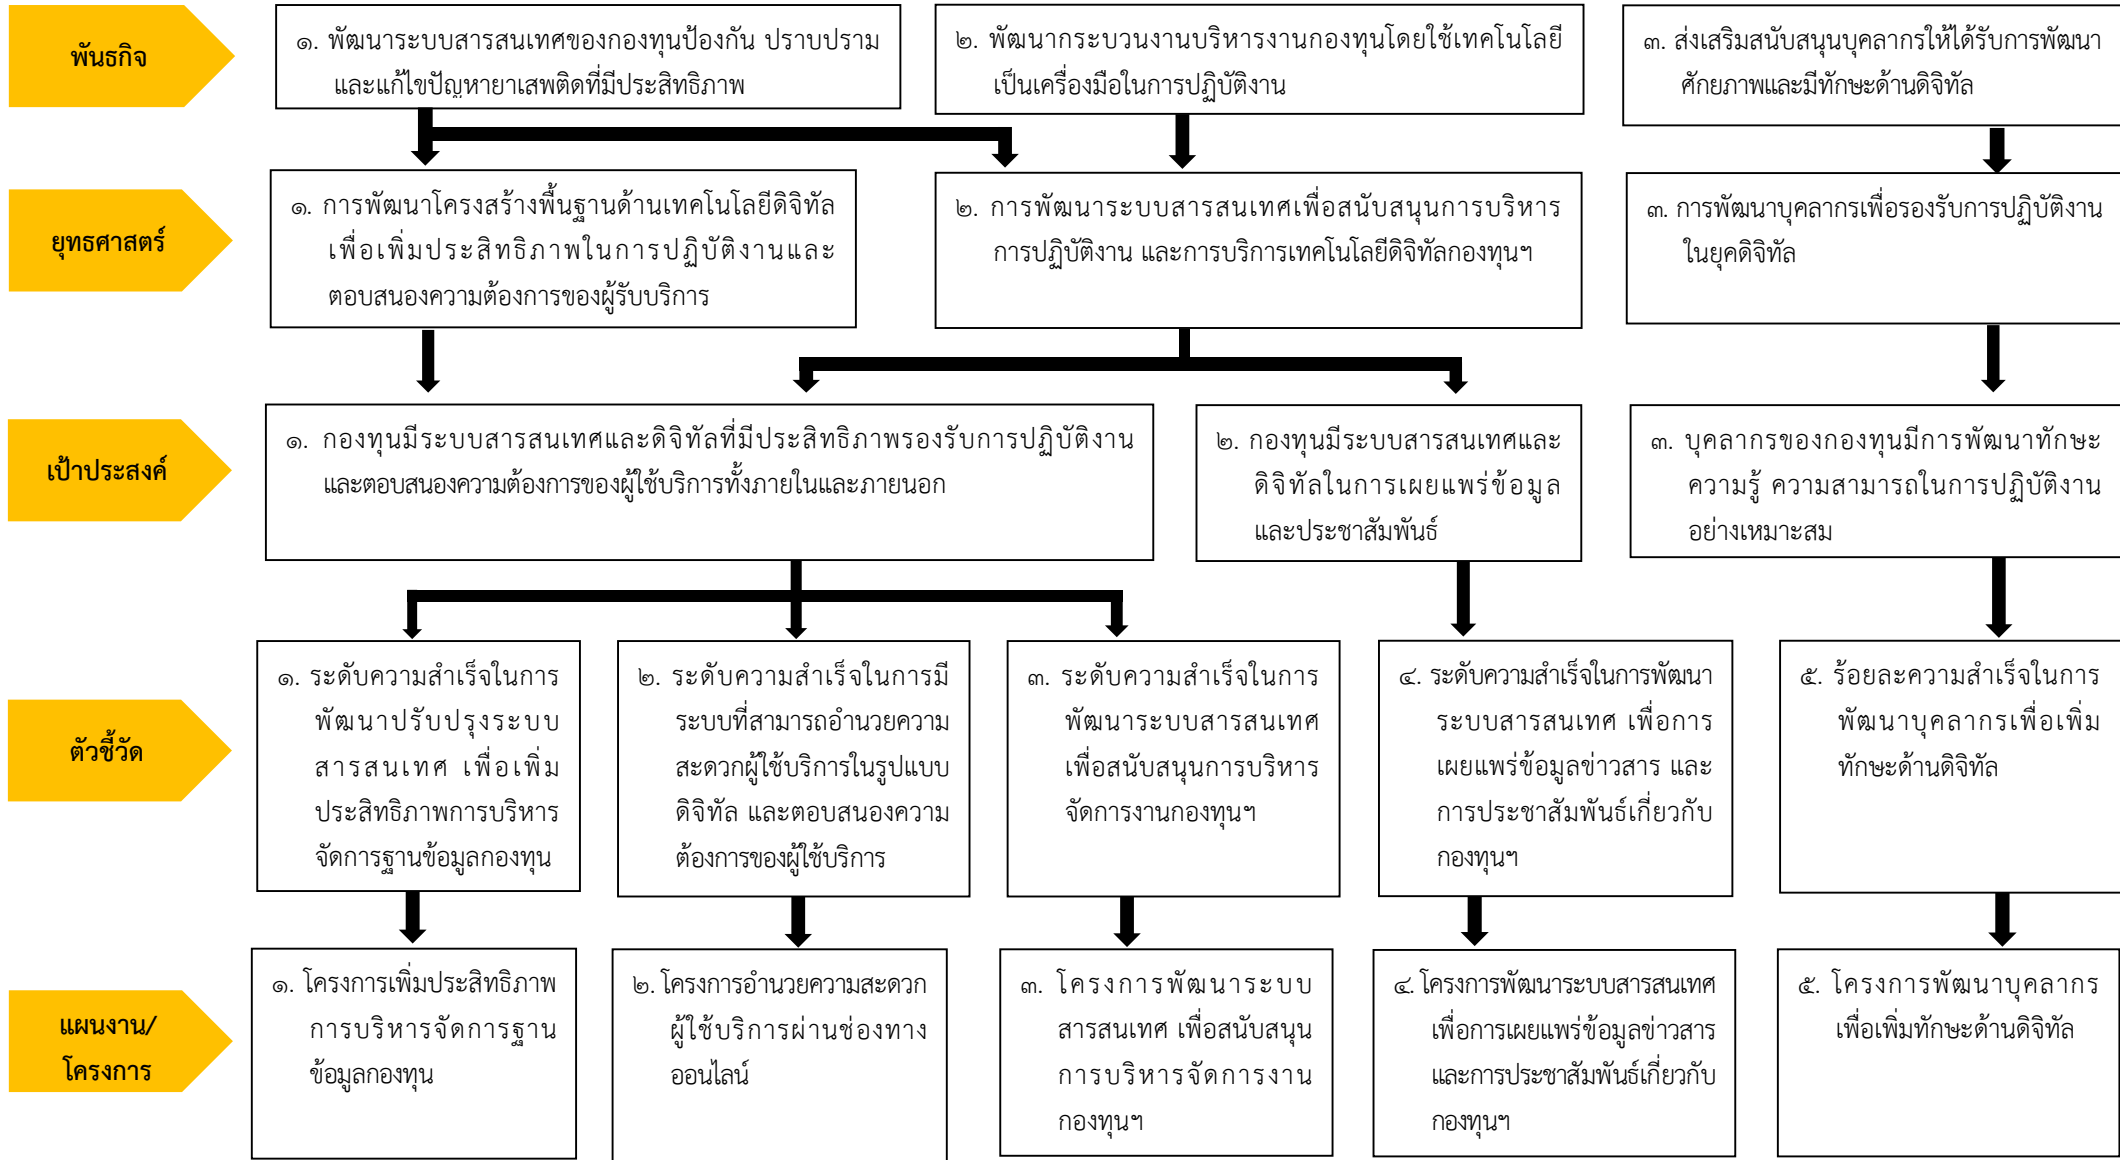 พันธกิจ
๑. พัฒนาระบบสารสนเทศของกองทุนป้องกัน ปราบปราม
และแก้ไขปัญหายาเสพติดที่มีประสิทธิภาพ
๒. พัฒนากระบวนงานบริหารงานกองทุนโดยใช้เทคโนโลยี
เป็นเครื่องมือในการปฏิบัติงาน
๓. ส่งเสริมสนับสนุนบุคลากรให้ได้รับการพัฒนา
ศักยภาพและมีทักษะด้านดิจิทัล
ยุทธศาสตร์
๑. การพัฒนาโครงสร้างพื้นฐานด้านเทคโนโลยีดิจิทัล
เพื่อเพิ่มประสิทธิภาพในการปฏิบัติงานและ
ตอบสนองความต้องการของผู้รับบริการ
๒. การพัฒนาระบบสารสนเทศเพื่อสนับสนุนการบริหาร
การปฏิบัติงาน และการบริการเทคโนโลยีดิจิทัลกองทุนฯ
๓. การพัฒนาบุคลากรเพื่อรองรับการปฏิบัติงาน
ในยุคดิจิทัล
เป้าประสงค์
๑. กองทุนมีระบบสารสนเทศและดิจิทัลที่มีประสิทธิภาพรองรับการปฏิบัติงาน
และตอบสนองความต้องการของผู้ใช้บริการทั้งภายในและภายนอก
๒. กองทุนมีระบบสารสนเทศและ
ดิจิทัลในการเผยแพร่ข้อมูล
และประชาสัมพันธ์
๓. บุคลากรของกองทุนมีการพัฒนาทักษะ
ความรู้ ความสามารถในการปฏิบัติงาน
อย่างเหมาะสม
ตัวชี้วัด
๑. ระดับความสำเร็จในการ
พัฒนาปรับปรุงระบบ
สารสนเทศ เพื่อเพิ่ม
ประสิทธิภาพการบริหาร
จัดการฐานข้อมูลกองทุน
๒. ระดับความสำเร็จในการมี
ระบบที่สามารถอำนวยความ
สะดวกผู้ใช้บริการในรูปแบบ
ดิจิทัล และตอบสนองความ
ต้องการของผู้ใช้บริการ
๓. ระดับความสำเร็จในการ
พัฒนาระบบสารสนเทศ
เพื่อสนับสนุนการบริหาร
จัดการงานกองทุนฯ
๔. ระดับความสำเร็จในการพัฒนา
ระบบสารสนเทศ เพื่อการ
เผยแพร่ข้อมูลข่าวสาร และ
การประชาสัมพันธ์เกี่ยวกับ
กองทุนฯ
๕. ร้อยละความสำเร็จในการ
พัฒนาบุคลากรเพื่อเพิ่ม
ทักษะด้านดิจิทัล
แผนงาน/
โครงการ
๑. โครงการเพิ่มประสิทธิภาพ
การบริหารจัดการฐาน
ข้อมูลกองทุน
๒. โครงการอำนวยความสะดวก
ผู้ใช้บริการผ่านช่องทาง
ออนไลน์
๓. โครงการพัฒนาระบบ
สารสนเทศ เพื่อสนับสนุน
การบริหารจัดการงาน
กองทุนฯ
๔. โครงการพัฒนาระบบสารสนเทศ
เพื่อการเผยแพร่ข้อมูลข่าวสาร
และการประชาสัมพันธ์เกี่ยวกับ
กองทุนฯ
๕. โครงการพัฒนาบุคลากร
เพื่อเพิ่มทักษะด้านดิจิทัล